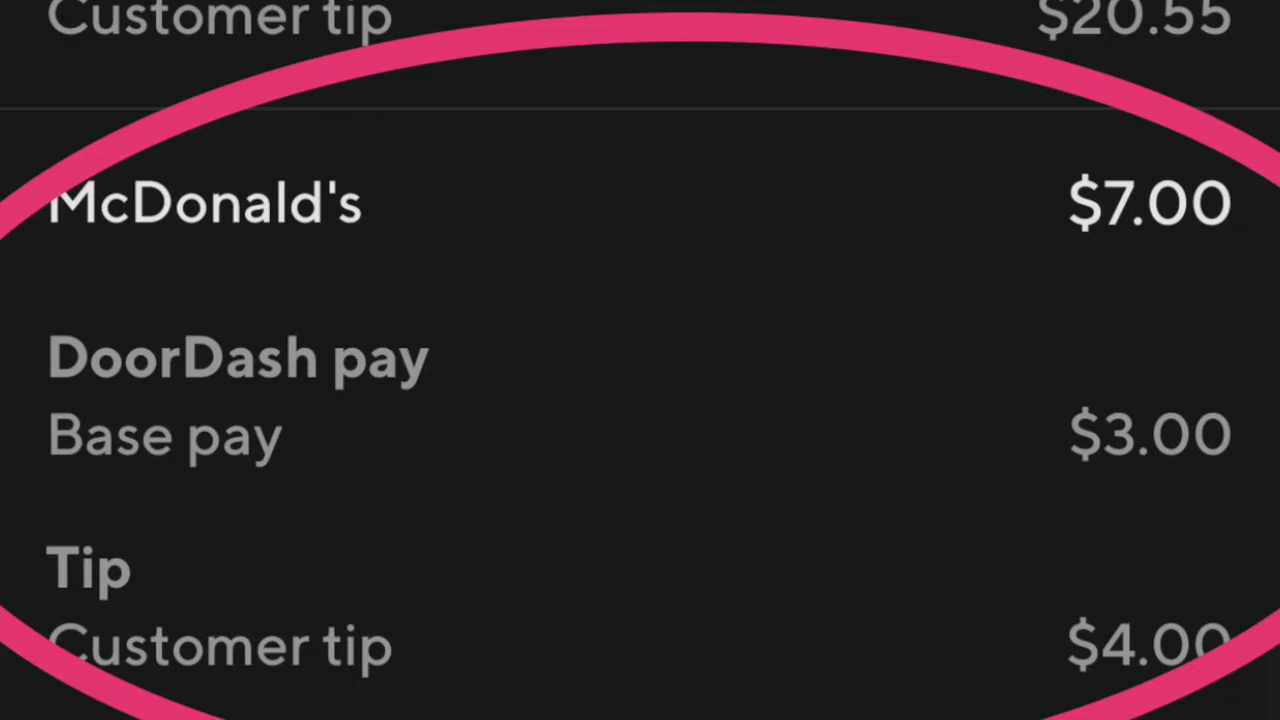 Customer tip $20.55
McDonald's $7.00
DoorDash pay
Base pay $3.00
Tip
Customer tip $4.00